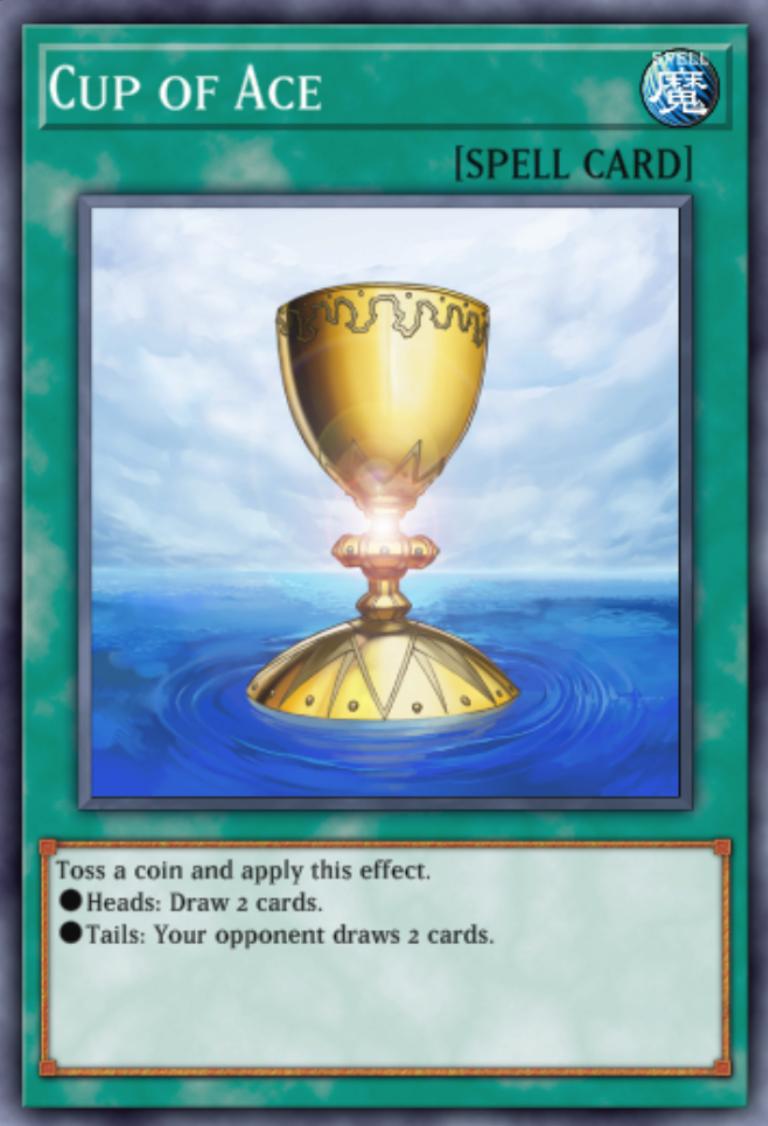 CUP OF ACE
SPELL
魔
[SPELL CARD]
Toss a coin and apply this effect.
●Heads: Draw 2 cards.
●Tails: Your opponent draws 2 cards.